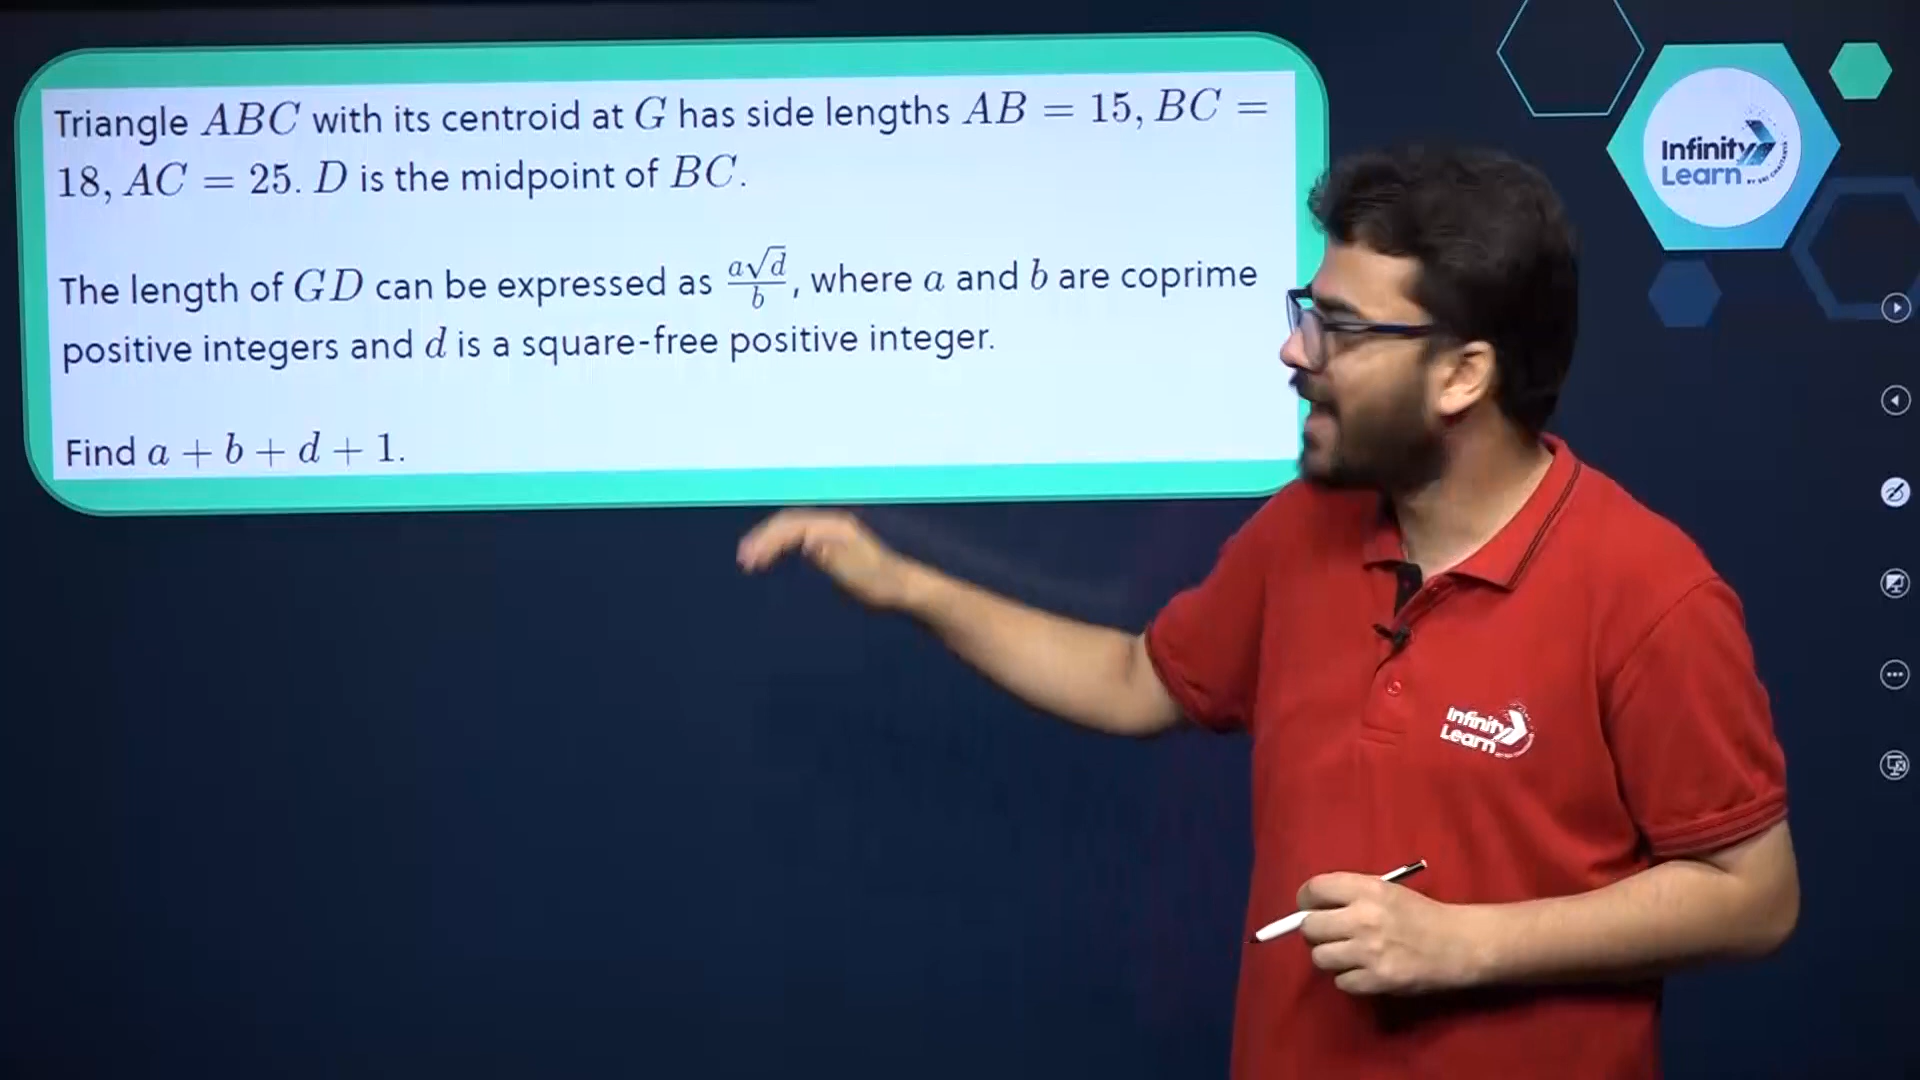 Triangle ABC with its centroid at G has side lengths AB = 15, BC =
18, AC = 25. D is the midpoint of BC.
The length of GD can be expressed as a√d/b, where a and b are coprime
positive integers and d is a square-free positive integer.
Find a + b + d + 1.
Infinity
Learn
Infinity
Learn